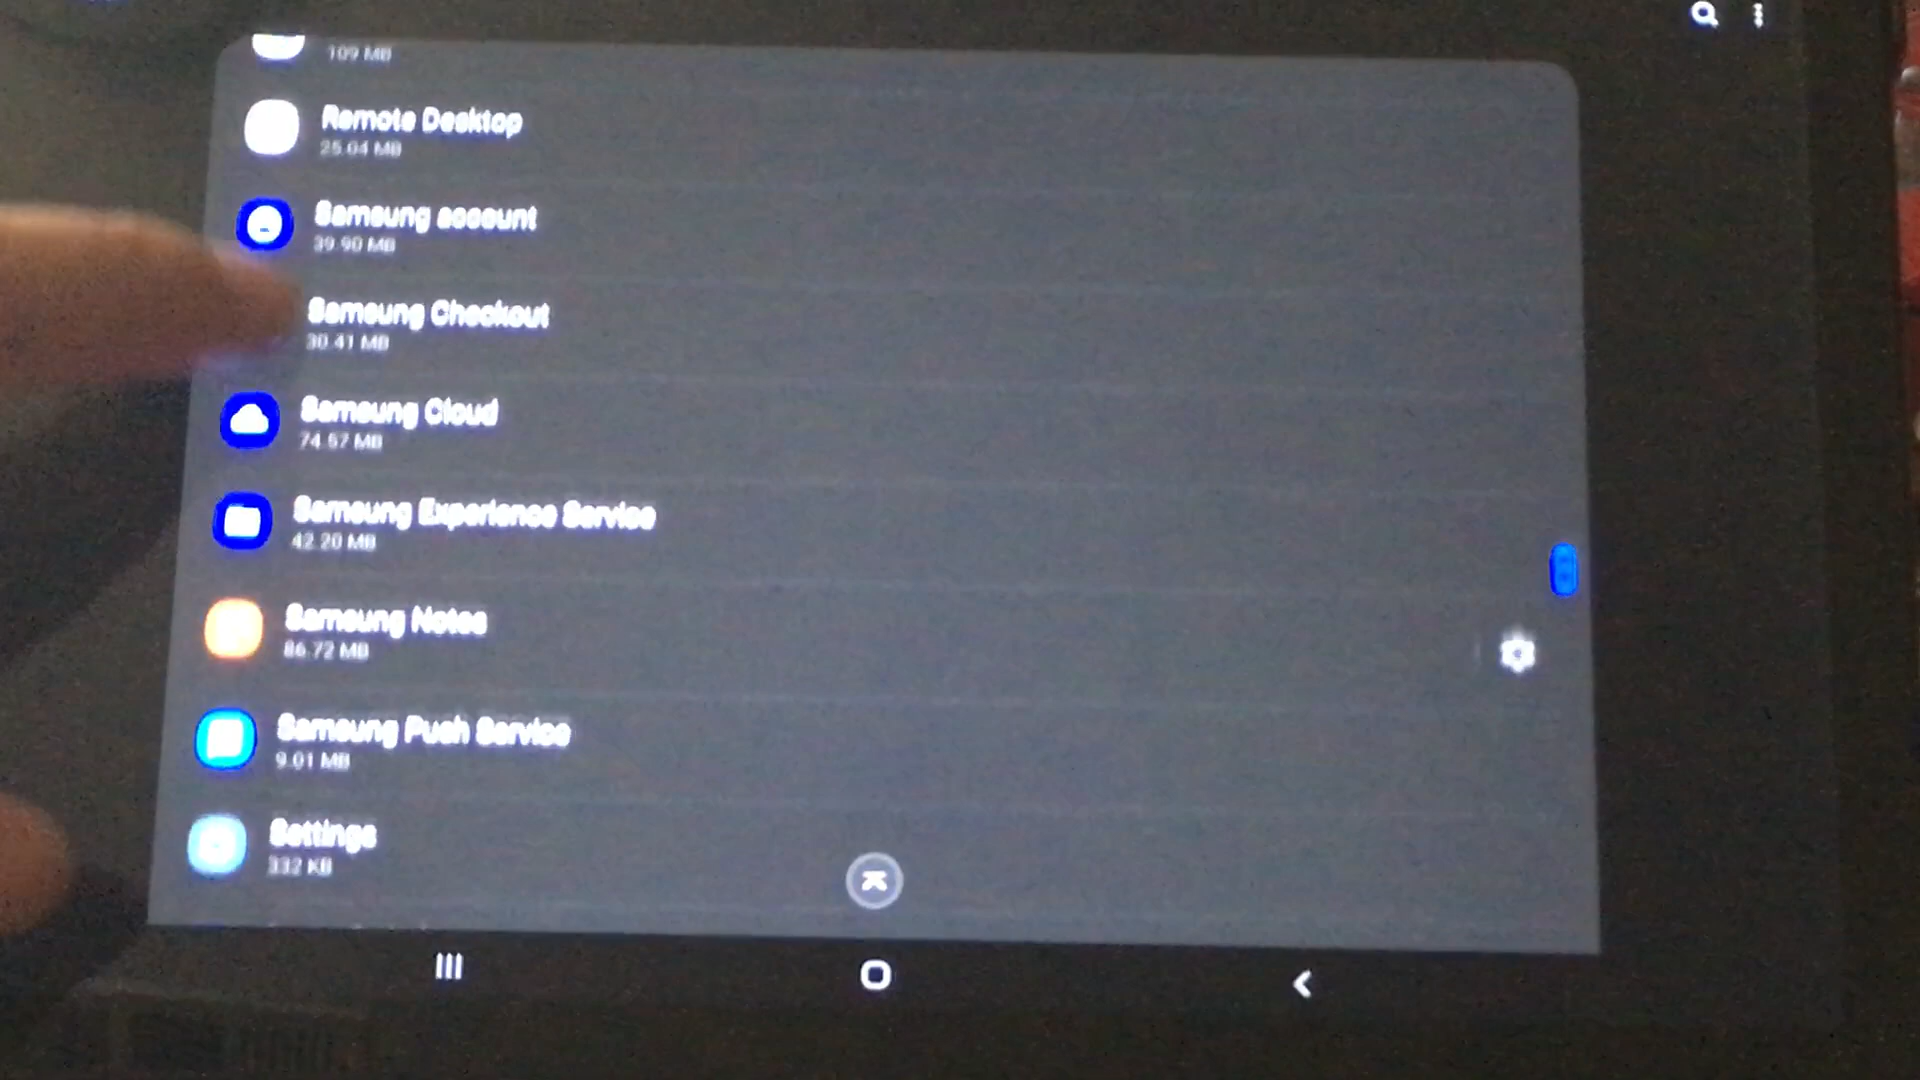 109 MB
Remote Desktop
25.04 MB
Samsung account
39.90 MB
Samsung Checkout
30.41 MB
Samsung Cloud
74.57 MB
Samsung Experience Service
42.20 MB
Samsung Notes
86.72 MB
Samsung Push Service
9.01 MB
Settings
332 KB